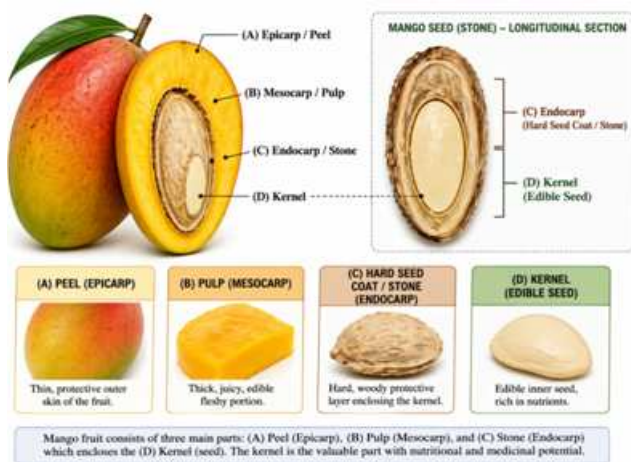 (A) Epicarp / Peel
(B) Mesocarp / Pulp
(C) Endocarp / Stone
(D) Kernel
MANGO SEED (STONE) – LONGITUDINAL SECTION
(C) Endocarp
(Hard Seed Coat / Stone)
(D) Kernel
(Edible Seed)
(A) PEEL (EPICARP)
Thin, protective outer
skin of the fruit.
(B) PULP (MESOCARP)
Thick, juicy, edible
fleshy portion.
(C) HARD SEED
COAT / STONE
(ENDOCARP)
Hard, woody protective
layer enclosing the kernel.
(D) KERNEL
(EDIBLE SEED)
Edible inner seed,
rich in nutrients.
Mango fruit consists of three main parts: (A) Peel (Epicarp), (B) Pulp (Mesocarp), and (C) Stone (Endocarp)
which encloses the (D) Kernel (seed). The kernel is the valuable part with nutritional and medicinal potential.